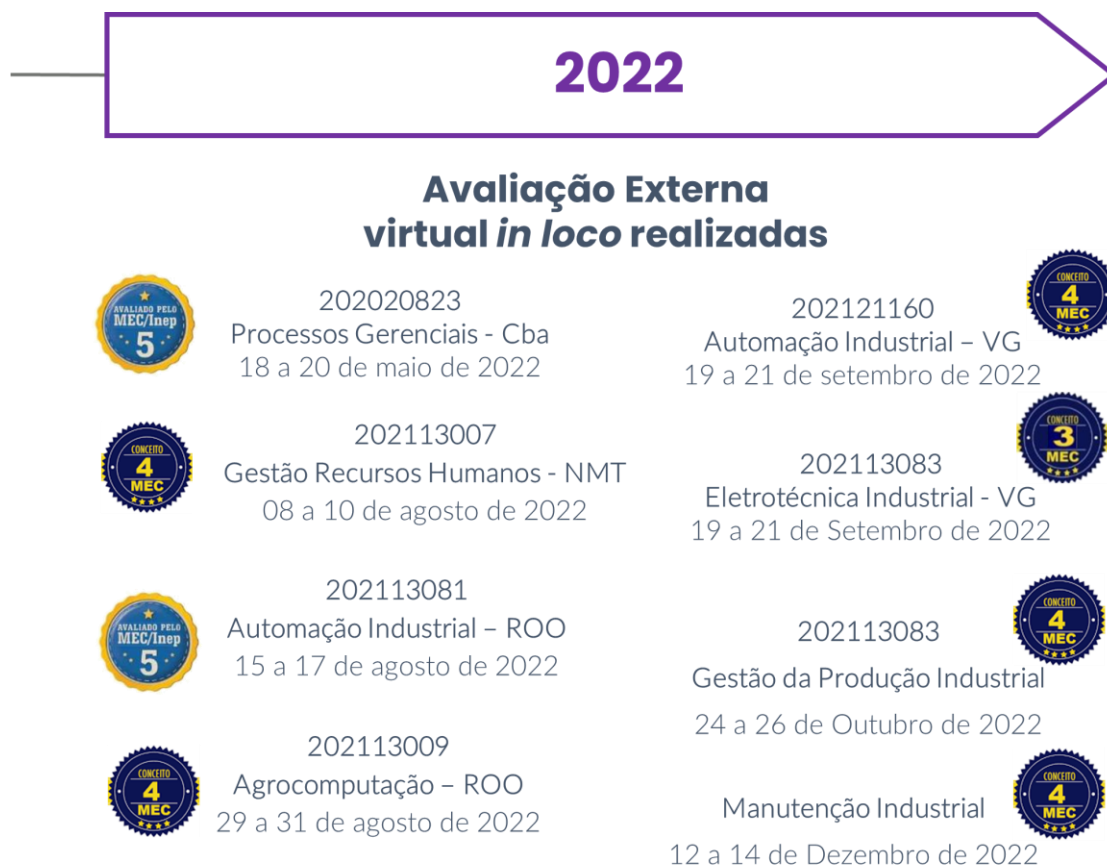 2022
Avaliação Externa
virtual in loco realizadas
AVALIADO PELO
MEC/Inep
5
202020823
Processos Gerenciais - Cba
18 a 20 de maio de 2022
CONCEITO
4
MEC
202113007
Gestão Recursos Humanos - NMT
08 a 10 de agosto de 2022
AVALIADO PELO
MEC/Inep
5
202113081
Automação Industrial – ROO
15 a 17 de agosto de 2022
CONCEITO
4
MEC
202113009
Agrocomputação – ROO
29 a 31 de agosto de 2022
CONCEITO
4
MEC
202121160
Automação Industrial – VG
19 a 21 de setembro de 2022
CONCEITO
3
MEC
202113083
Eletrotécnica Industrial - VG
19 a 21 de Setembro de 2022
CONCEITO
4
MEC
202113083
Gestão da Produção Industrial
24 a 26 de Outubro de 2022
CONCEITO
4
MEC
Manutenção Industrial
12 a 14 de Dezembro de 2022